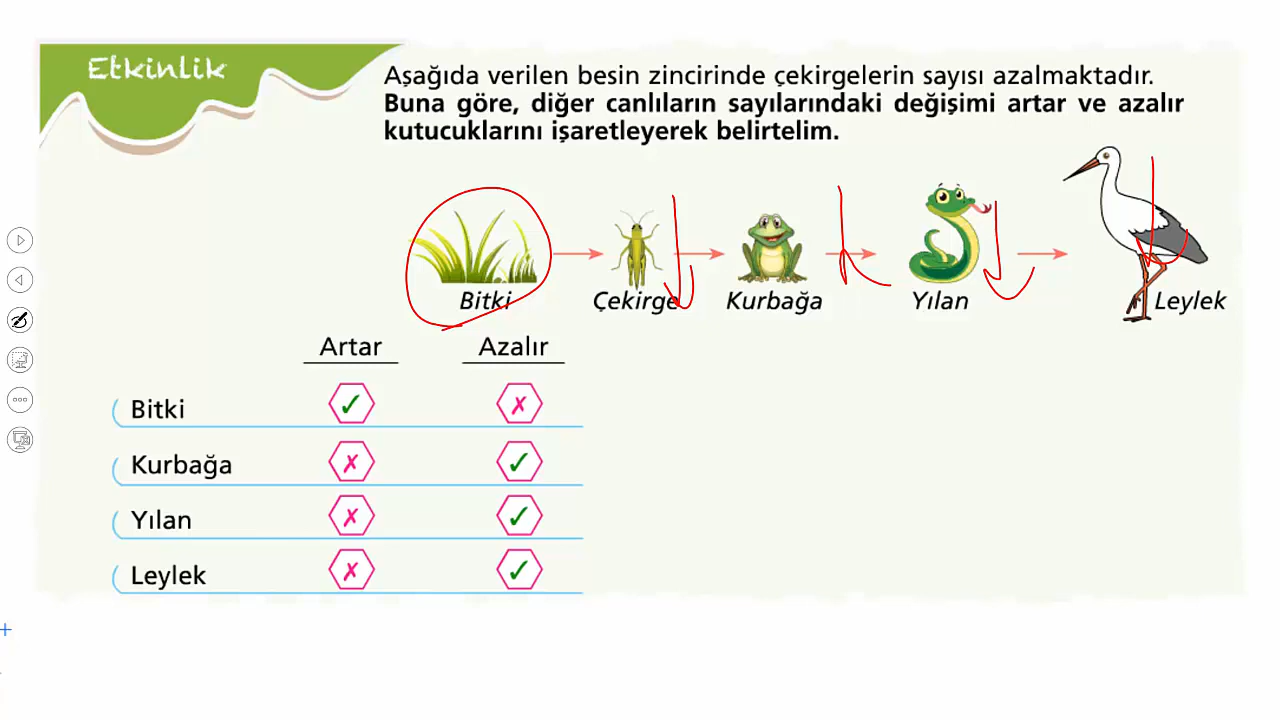 Etkinlik
Aşağıda verilen besin zincirinde çekirgelerin sayısı azalmaktadır.
Buna göre, diğer canlıların sayılarındaki değişimi artar ve azalır
kutucuklarını işaretleyerek belirtelim.
Bitki Çekirge Kurbağa Yılan Leylek
Artar Azalır
Bitki ✓ ✗
Kurbağa ✗ ✓
Yılan ✗ ✓
Leylek ✗ ✓